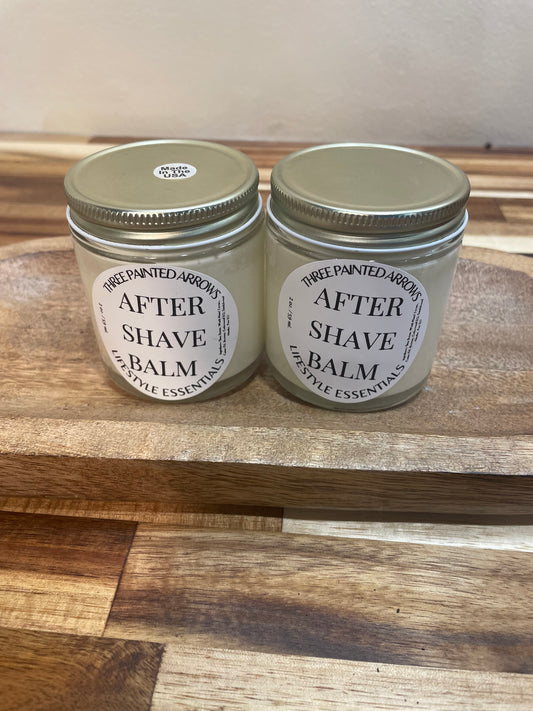 Made
In The
USA
THREE PAINTED ARROWS
AFTER
SHAVE
BALM
LIFESTYLE ESSENTIALS
THREE PAINTED ARROWS
AFTER
SHAVE
BALM
LIFESTYLE ESSENTIALS